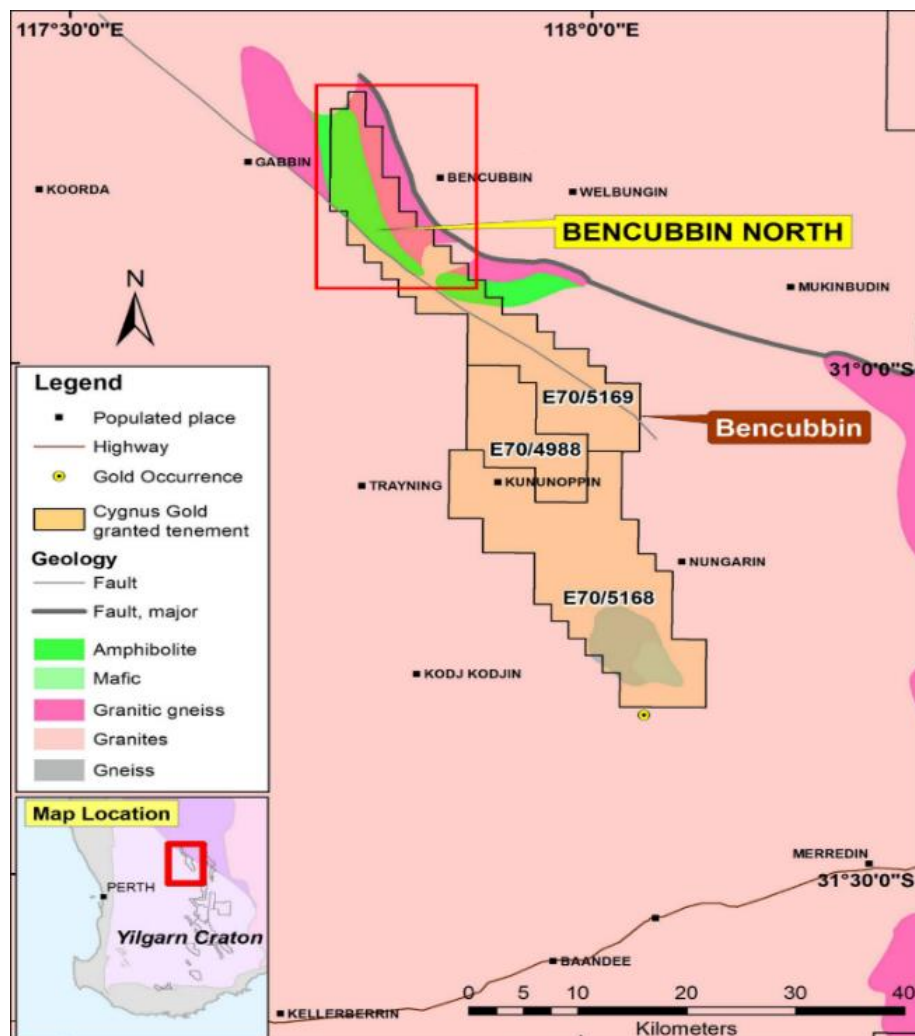 117°30'0"E
118°0'0"E
GABBIN
KOORDA
BENCUBBIN
WELBUNGIN
BENCUBBIN NORTH
MUKINBUDIN
N
31°0'0"S
Legend
Populated place
Highway
Gold Occurrence
Cygnus Gold
granted tenement
Geology
Fault
Fault, major
Amphibolite
Mafic
Granitic gneiss
Granites
Gneiss
E70/5169
Bencubbin
E70/4988
TRAYNING
KUNUNOPPIN
NUNGARIN
E70/5168
KODJ KODJIN
Map Location
PERTH
Yilgarn Craton
MERREDIN
31°30'0"S
BAANDEE
KELLERBERRIN
0 5 10 20 30 40
Kilometers